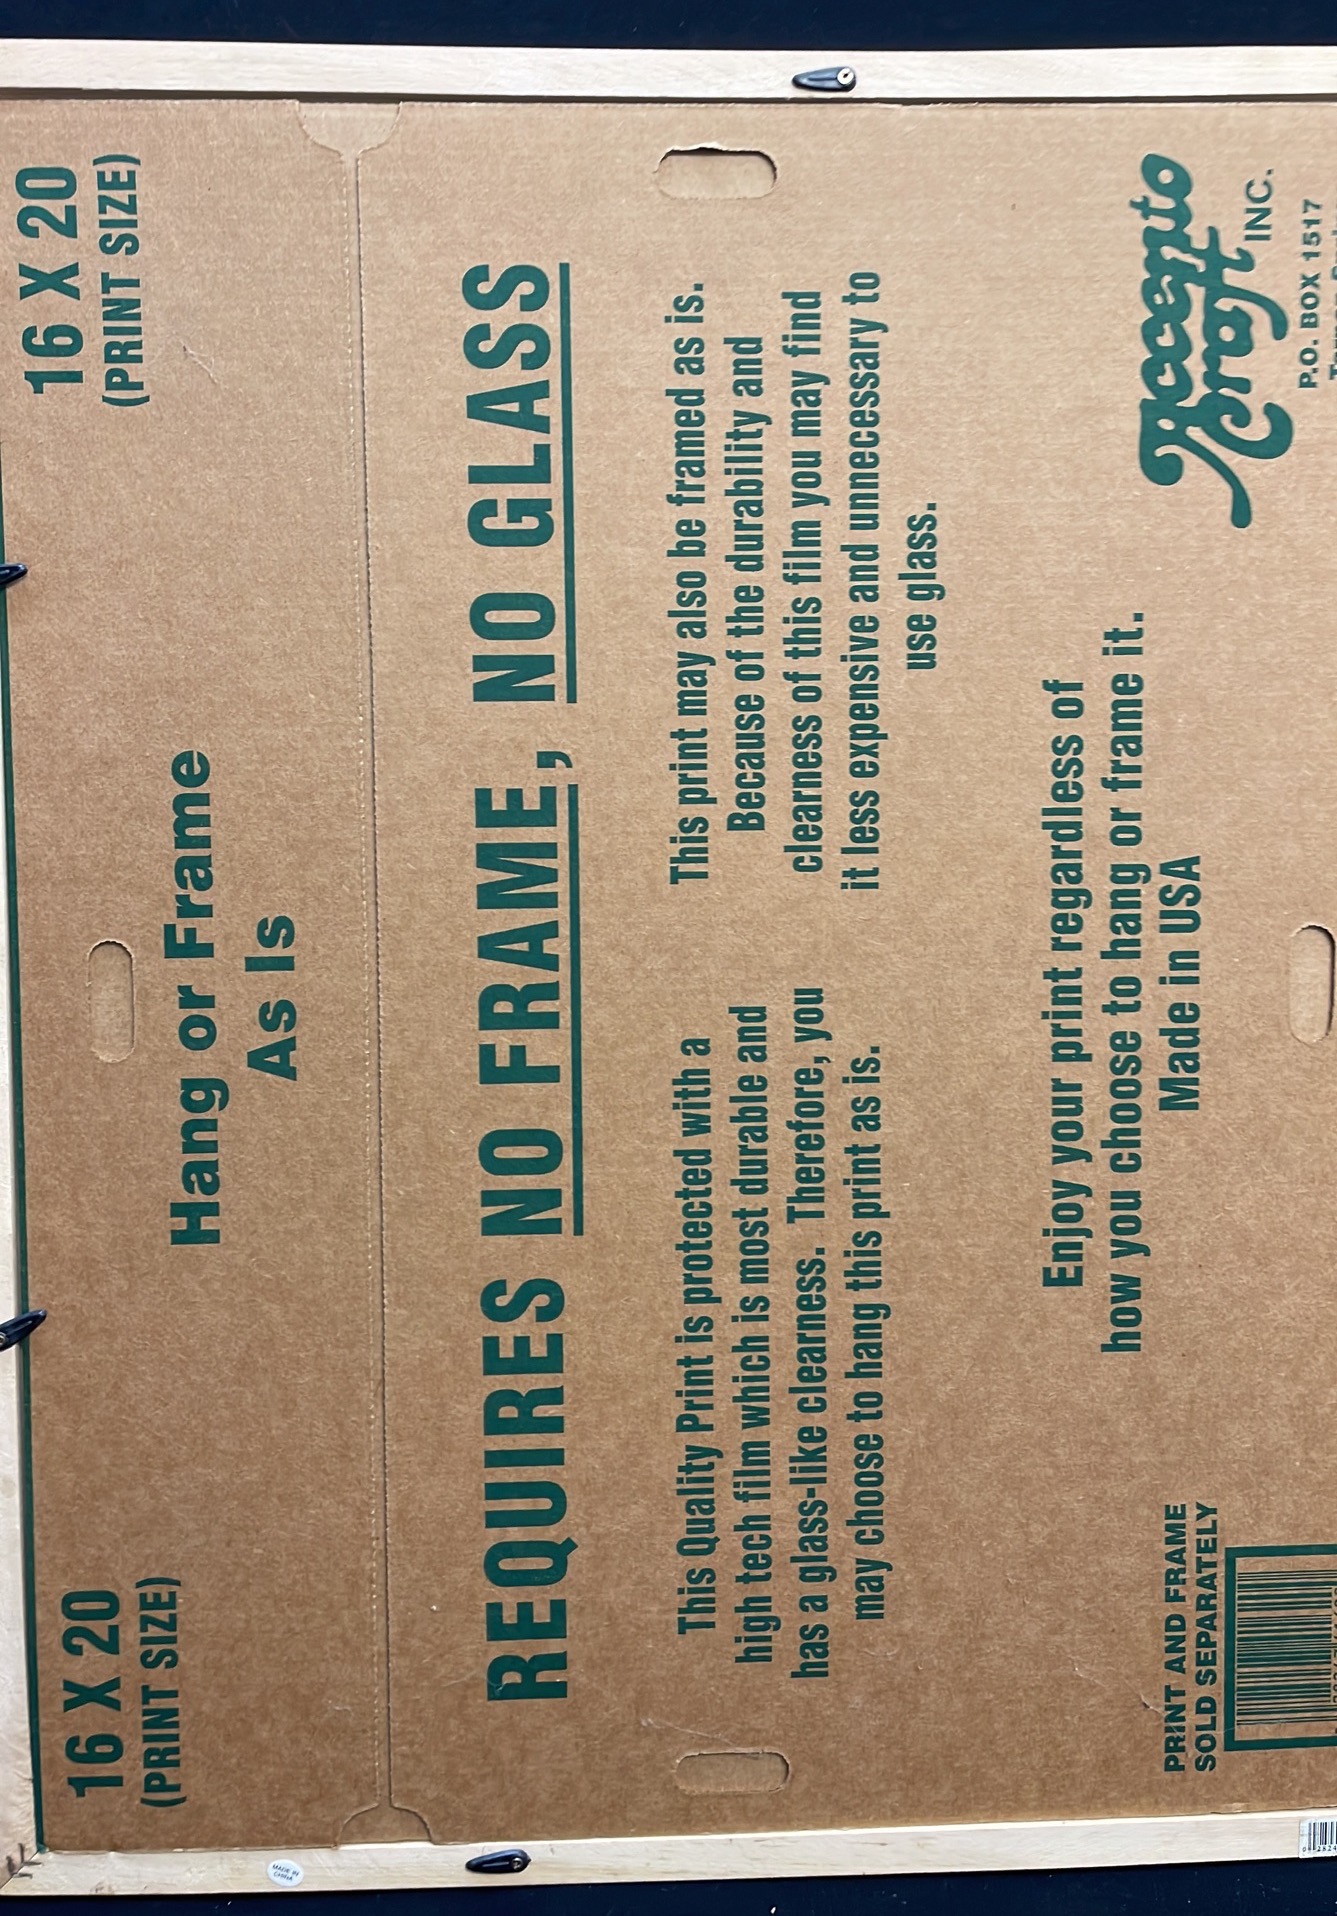 16 X 20
(PRINT SIZE)
16 X 20
(PRINT SIZE)
Hang or Frame
As Is
REQUIRES NO FRAME, NO GLASS
This Quality Print is protected with a
high tech film which is most durable and
has a glass-like clearness. Therefore, you
may choose to hang this print as is.
This print may also be framed as is.
Because of the durability and
clearness of this film you may find
it less expensive and unnecessary to
use glass.
Enjoy your print regardless of
how you choose to hang or frame it.
Made in USA
PRINT AND FRAME
SOLD SEPARATELY
Accepto
Craft
INC.
P.O. BOX 1517
MADE IN
CHINA